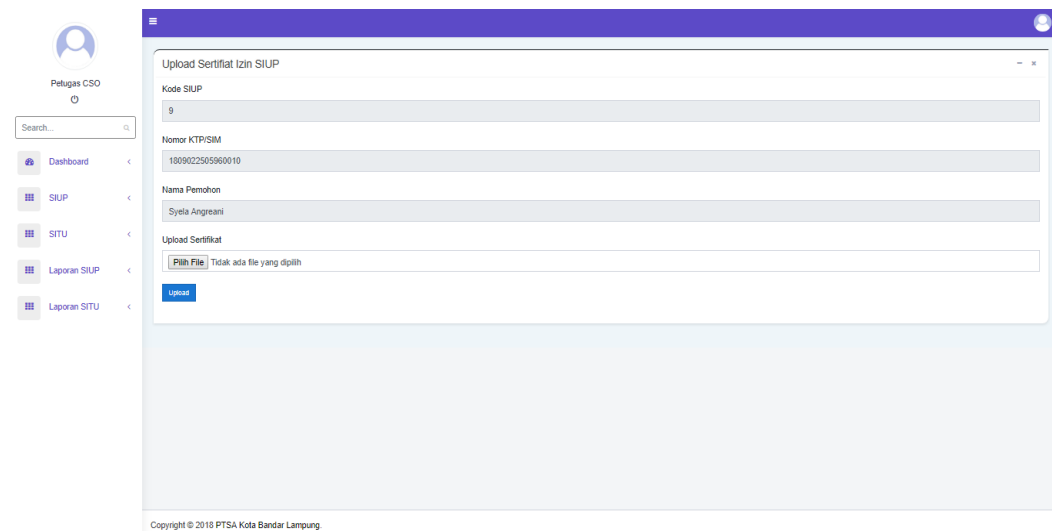 Petugas CSO
Search...
Dashboard
SIUP
SITU
Laporan SIUP
Laporan SITU
Upload Sertifiat Izin SIUP
Kode SIUP
9
Nomor KTP/SIM
1809022505960010
Nama Pemohon
Syela Angreani
Upload Sertifikat
Pilih File Tidak ada file yang dipilih
Upload
Copyright © 2018 PTSA Kota Bandar Lampung.